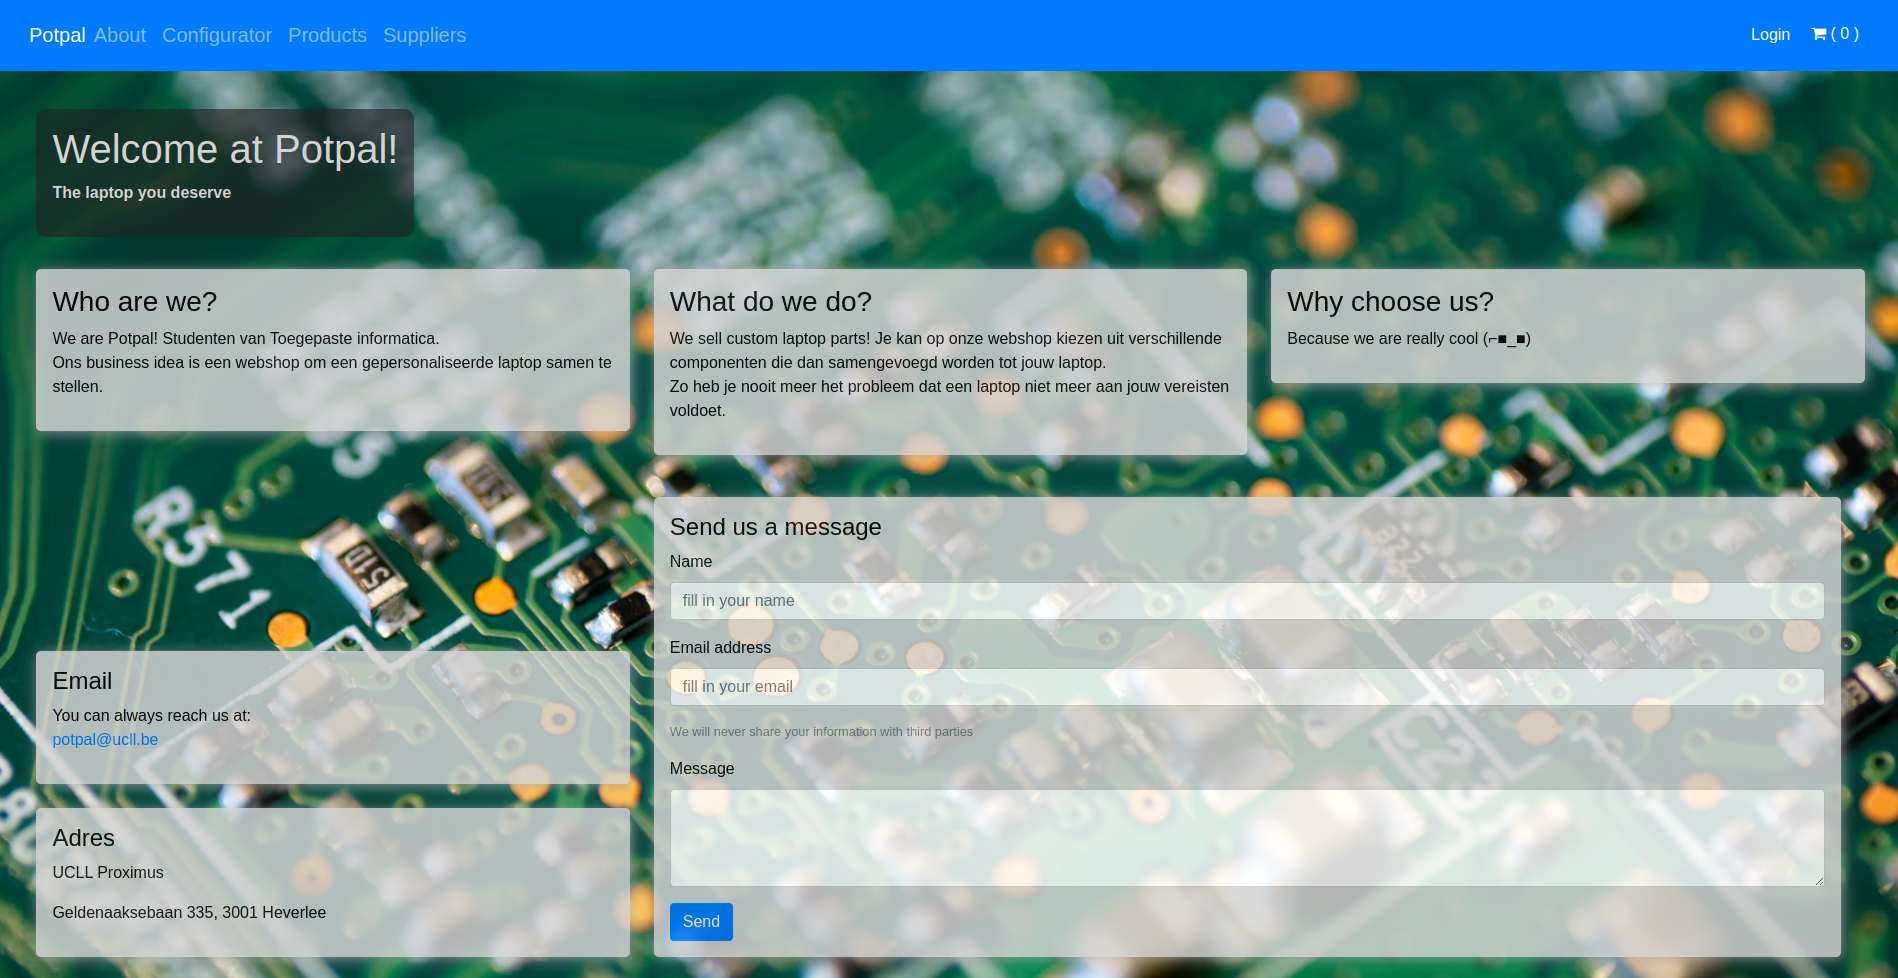 Potpal About Configurator Products Suppliers Login ( 0 )
Welcome at Potpal!
The laptop you deserve
Who are we?
We are Potpal! Studenten van Toegepaste informatica.
Ons business idea is een webshop om een gepersonaliseerde laptop samen te
stellen.
What do we do?
We sell custom laptop parts! Je kan op onze webshop kiezen uit verschillende
componenten die dan samengevoegd worden tot jouw laptop.
Zo heb je nooit meer het probleem dat een laptop niet meer aan jouw vereisten
voldoet.
Why choose us?
Because we are really cool (⌐■_■)
R571
510
510
Email
You can always reach us at:
potpal@ucll.be
Adres
UCLL Proximus
Geldenaaksebaan 335, 3001 Heverlee
Send us a message
Name
fill in your name
Email address
fill in your email
We will never share your information with third parties
Message
Send